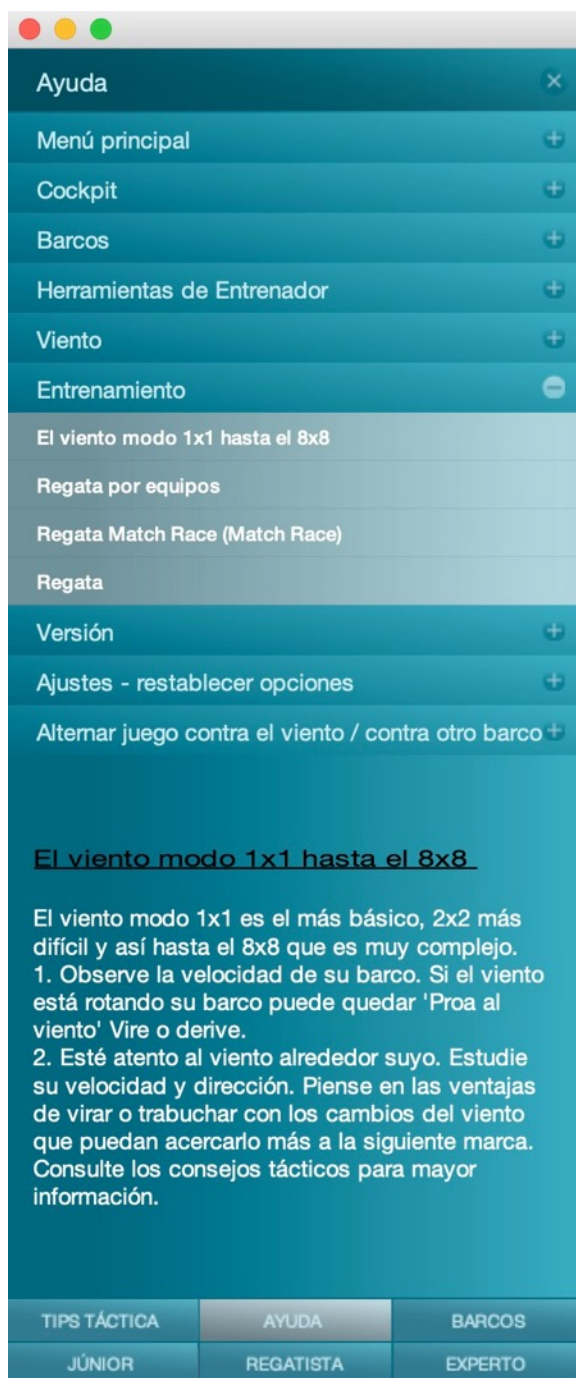 Ayuda
Menú principal
Cockpit
Barcos
Herramientas de Entrenador
Viento
Entrenamiento
El viento modo 1x1 hasta el 8x8
Regata por equipos
Regata Match Race (Match Race)
Regata
Versión
Ajustes - restablecer opciones
Alternar juego contra el viento / contra otro barco
El viento modo 1x1 hasta el 8x8
El viento modo 1x1 es el más básico, 2x2 más
difícil y así hasta el 8x8 que es muy complejo.
1. Observe la velocidad de su barco. Si el viento
está rotando su barco puede quedar 'Proa al
viento' Vire o derive.
2. Esté atento al viento alrededor suyo. Estudie
su velocidad y dirección. Piense en las ventajas
de virar o trabuchar con los cambios del viento
que puedan acercarlo más a la siguiente marca.
Consulte los consejos tácticos para mayor
información.
TIPS TÁCTICA AYUDA BARCOS
JÚNIOR REGATISTA EXPERTO